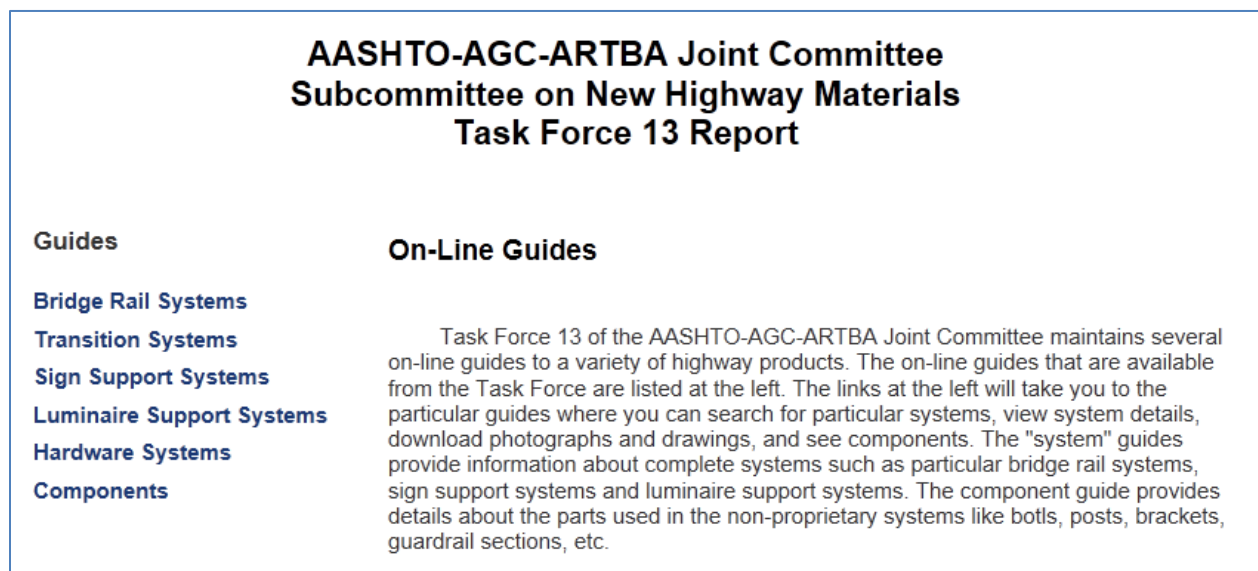 AASHTO-AGC-ARTBA Joint Committee
Subcommittee on New Highway Materials
Task Force 13 Report
Guides
Bridge Rail Systems
Transition Systems
Sign Support Systems
Luminaire Support Systems
Hardware Systems
Components
On-Line Guides
Task Force 13 of the AASHTO-AGC-ARTBA Joint Committee maintains several
on-line guides to a variety of highway products. The on-line guides that are available
from the Task Force are listed at the left. The links at the left will take you to the
particular guides where you can search for particular systems, view system details,
download photographs and drawings, and see components. The "system" guides
provide information about complete systems such as particular bridge rail systems,
sign support systems and luminaire support systems. The component guide provides
details about the parts used in the non-proprietary systems like botls, posts, brackets,
guardrail sections, etc.